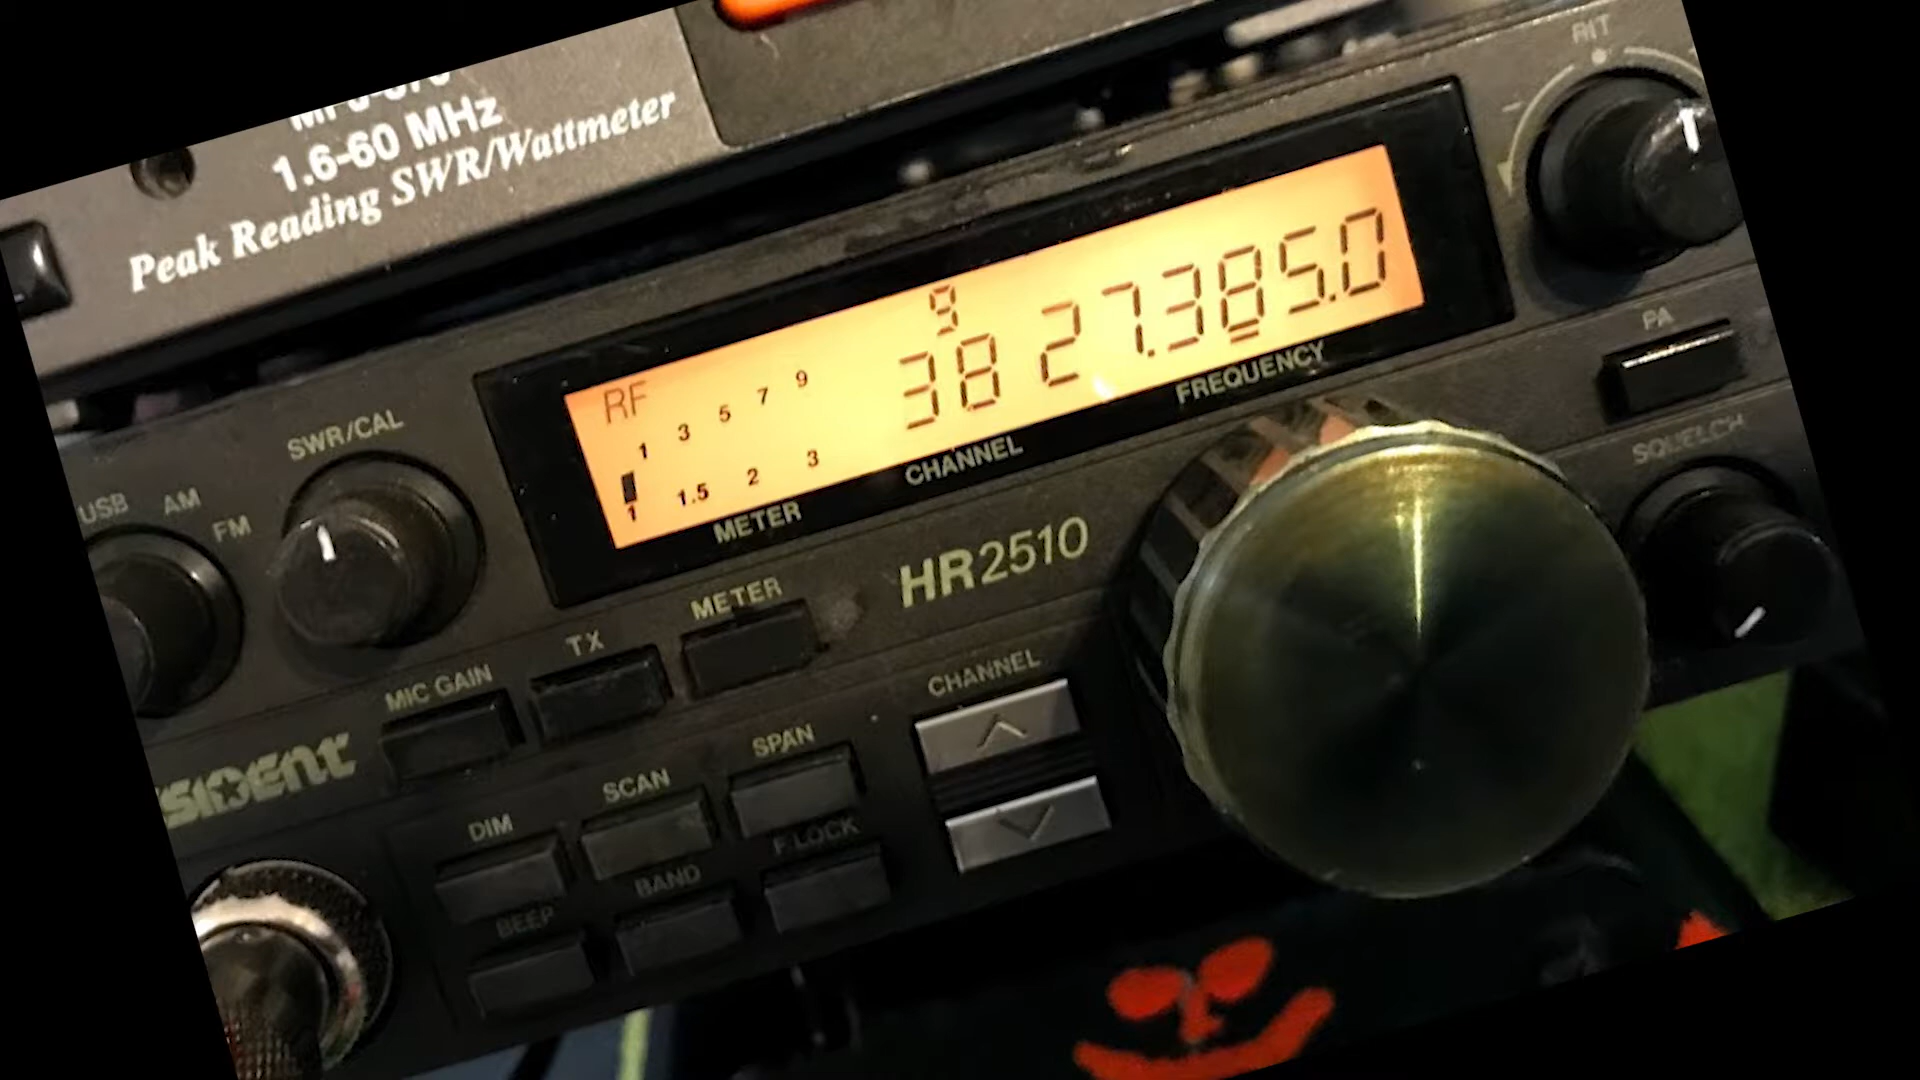 1.6-60 MHz
Peak Reading SWR/Wattmeter
RIT
RF
1 3 5 7 9
1 1.5 2 3
9
38 27.385.0
METER
CHANNEL
FREQUENCY
PA
SQUELCH
USB AM FM
SWR/CAL
HR2510
MIC GAIN
TX
METER
CHANNEL
SIDENT
DIM
SCAN
SPAN
BEEP
BAND
F.LOCK